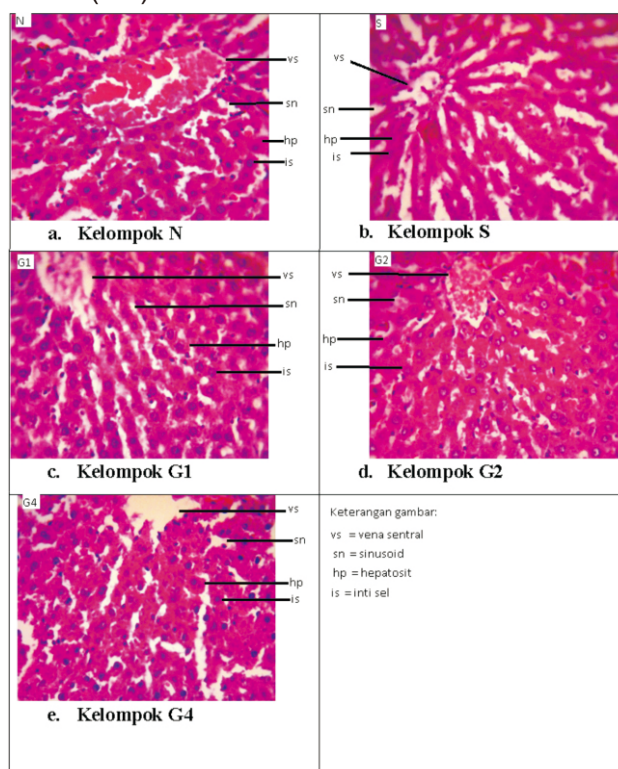 N
vs
sn
hp
is
a. Kelompok N
S
vs
sn
hp
is
b. Kelompok S
G1
vs
sn
hp
is
c. Kelompok G1
G2
vs
sn
hp
is
d. Kelompok G2
G4
vs
sn
hp
is
e. Kelompok G4
Keterangan gambar:
vs = vena sentral
sn = sinusoid
hp = hepatosit
is = inti sel